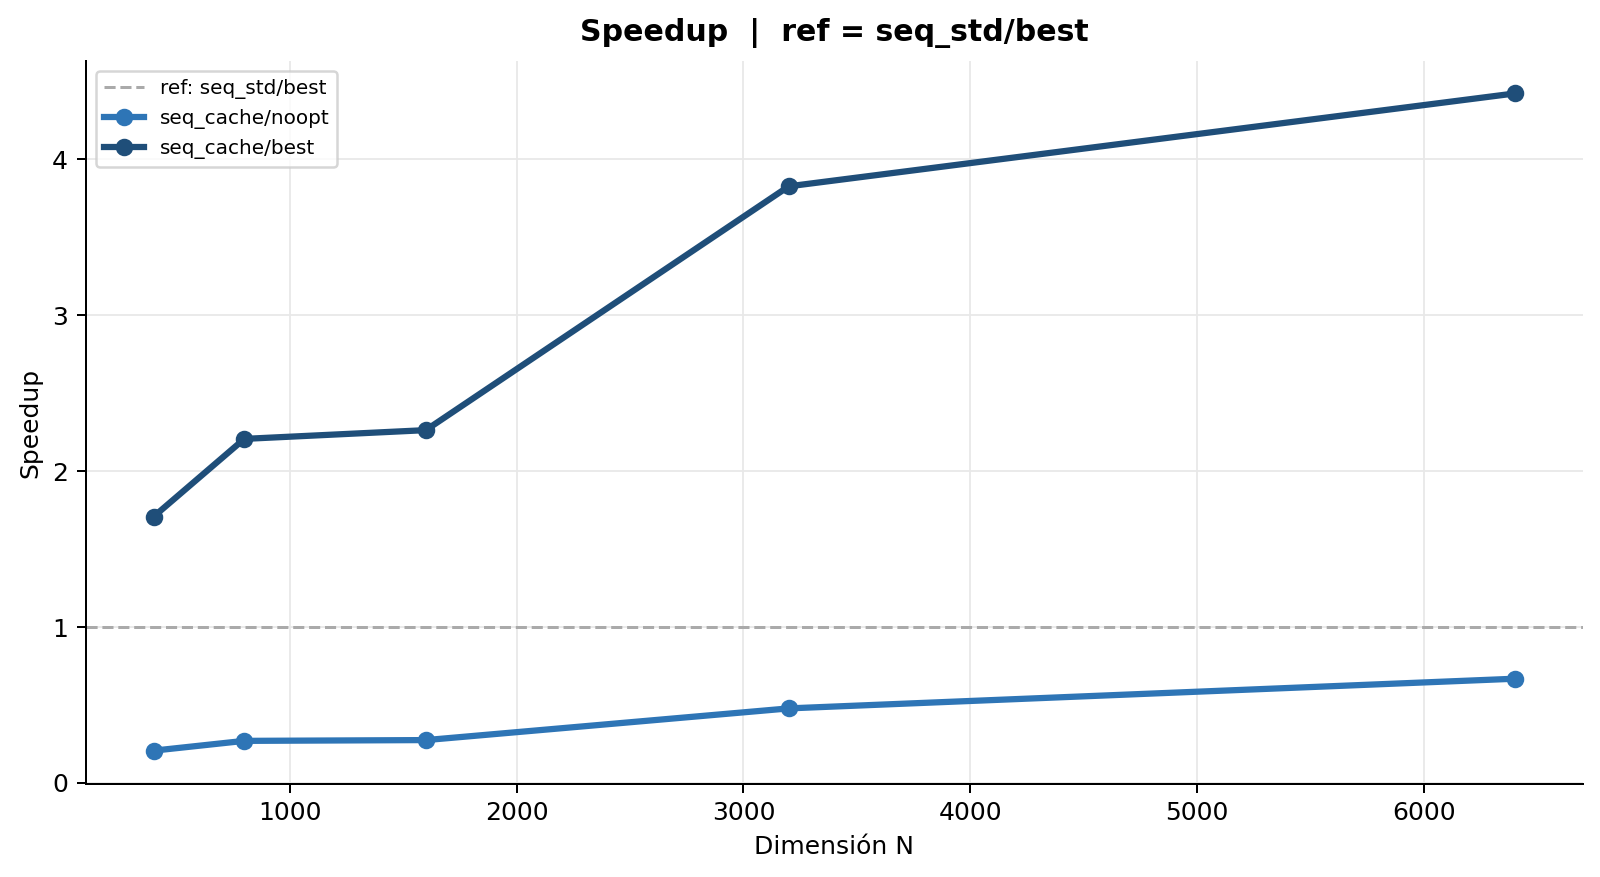 Speedup | ref = seq_std/best
ref: seq_std/best
seq_cache/noopt
seq_cache/best
Speedup
4
3
2
1
0
1000 2000 3000 4000 5000 6000
Dimensión N